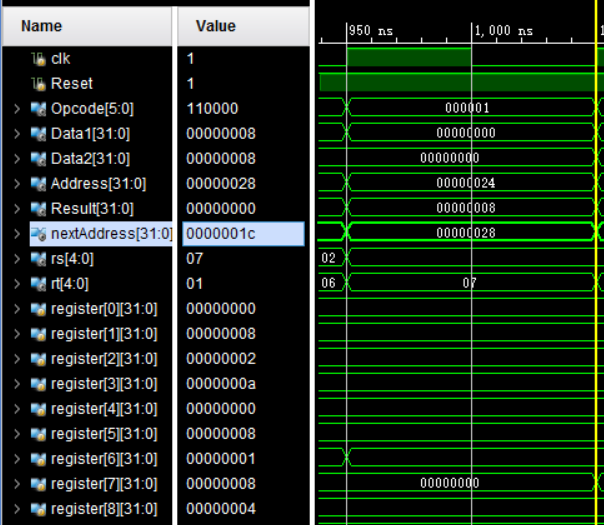 Name Value 950 ns 1,000 ns
clk 1
Reset 1
Opcode[5:0] 110000 000001
Data1[31:0] 00000008 00000000
Data2[31:0] 00000008 00000000
Address[31:0] 00000028 00000024
Result[31:0] 00000000 00000008
nextAddress[31:0] 0000001c 00000028
rs[4:0] 07 02
rt[4:0] 01 06 07
register[0][31:0] 00000000
register[1][31:0] 00000008
register[2][31:0] 00000002
register[3][31:0] 0000000a
register[4][31:0] 00000000
register[5][31:0] 00000008
register[6][31:0] 00000001
register[7][31:0] 00000008 00000000
register[8][31:0] 00000004